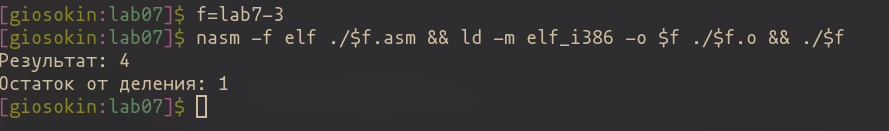 [giosokin:lab07]$ f=lab7-3
[giosokin:lab07]$ nasm -f elf ./$f.asm && ld -m elf_i386 -o $f ./$f.o && ./$f
Результат: 4
Остаток от деления: 1
[giosokin:lab07]$